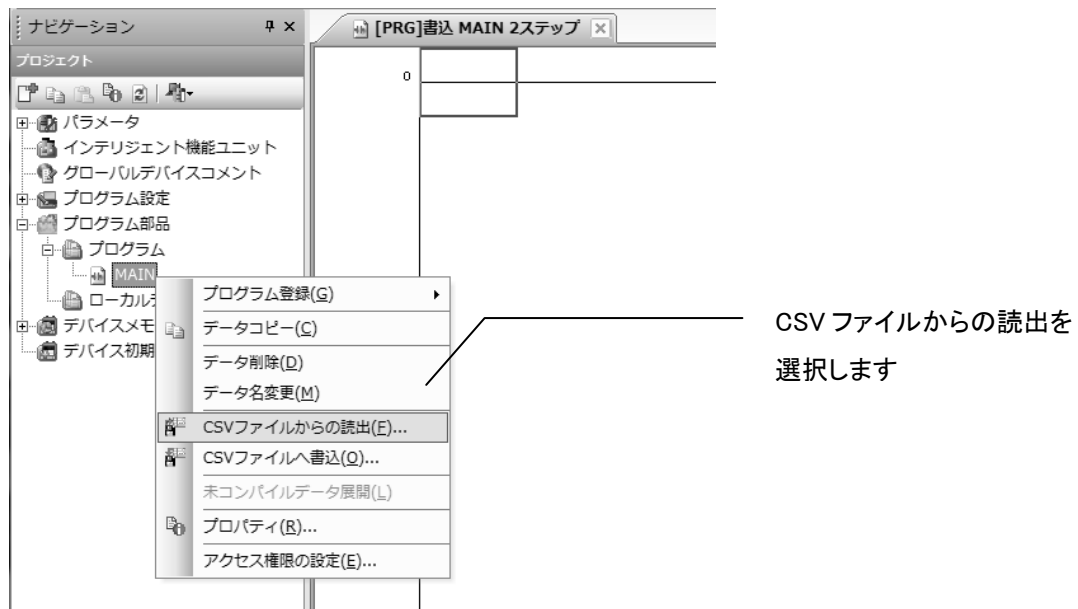 ナビゲーション
[PRG]書込 MAIN 2ステップ
プロジェクト
0
パラメータ
インテリジェント機能ユニット
グローバルデバイスコメント
プログラム設定
プログラム部品
プログラム
MAIN
ローカルデ
デバイスメモ
デバイス初期
プログラム登録(G)
データコピー(C)
データ削除(D)
データ名変更(M)
CSVファイルからの読出(F)...
CSVファイルへ書込(O)...
未コンパイルデータ展開(L)
プロパティ(R)...
アクセス権限の設定(E)...
CSV ファイルからの読出を
選択します